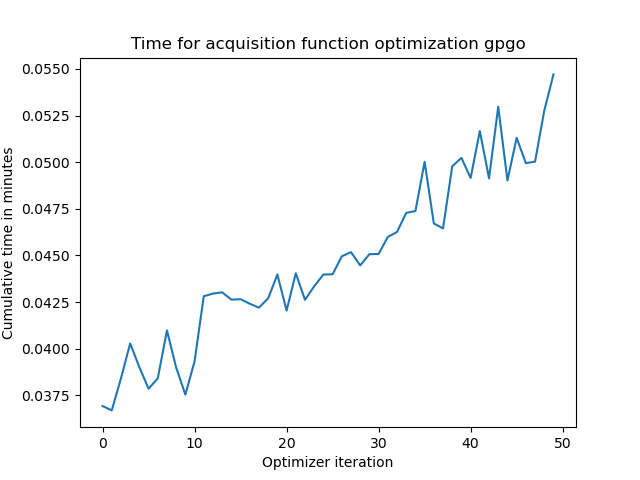 Time for acquisition function optimization gpgo
Cumulative time in minutes
0.0550
0.0525
0.0500
0.0475
0.0450
0.0425
0.0400
0.0375
0 10 20 30 40 50
Optimizer iteration